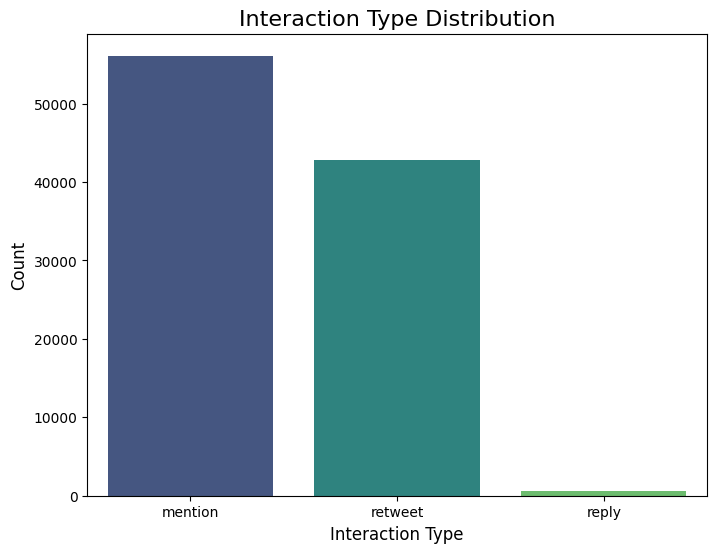 Interaction Type Distribution
Count
50000
40000
30000
20000
10000
0
mention retweet reply
Interaction Type